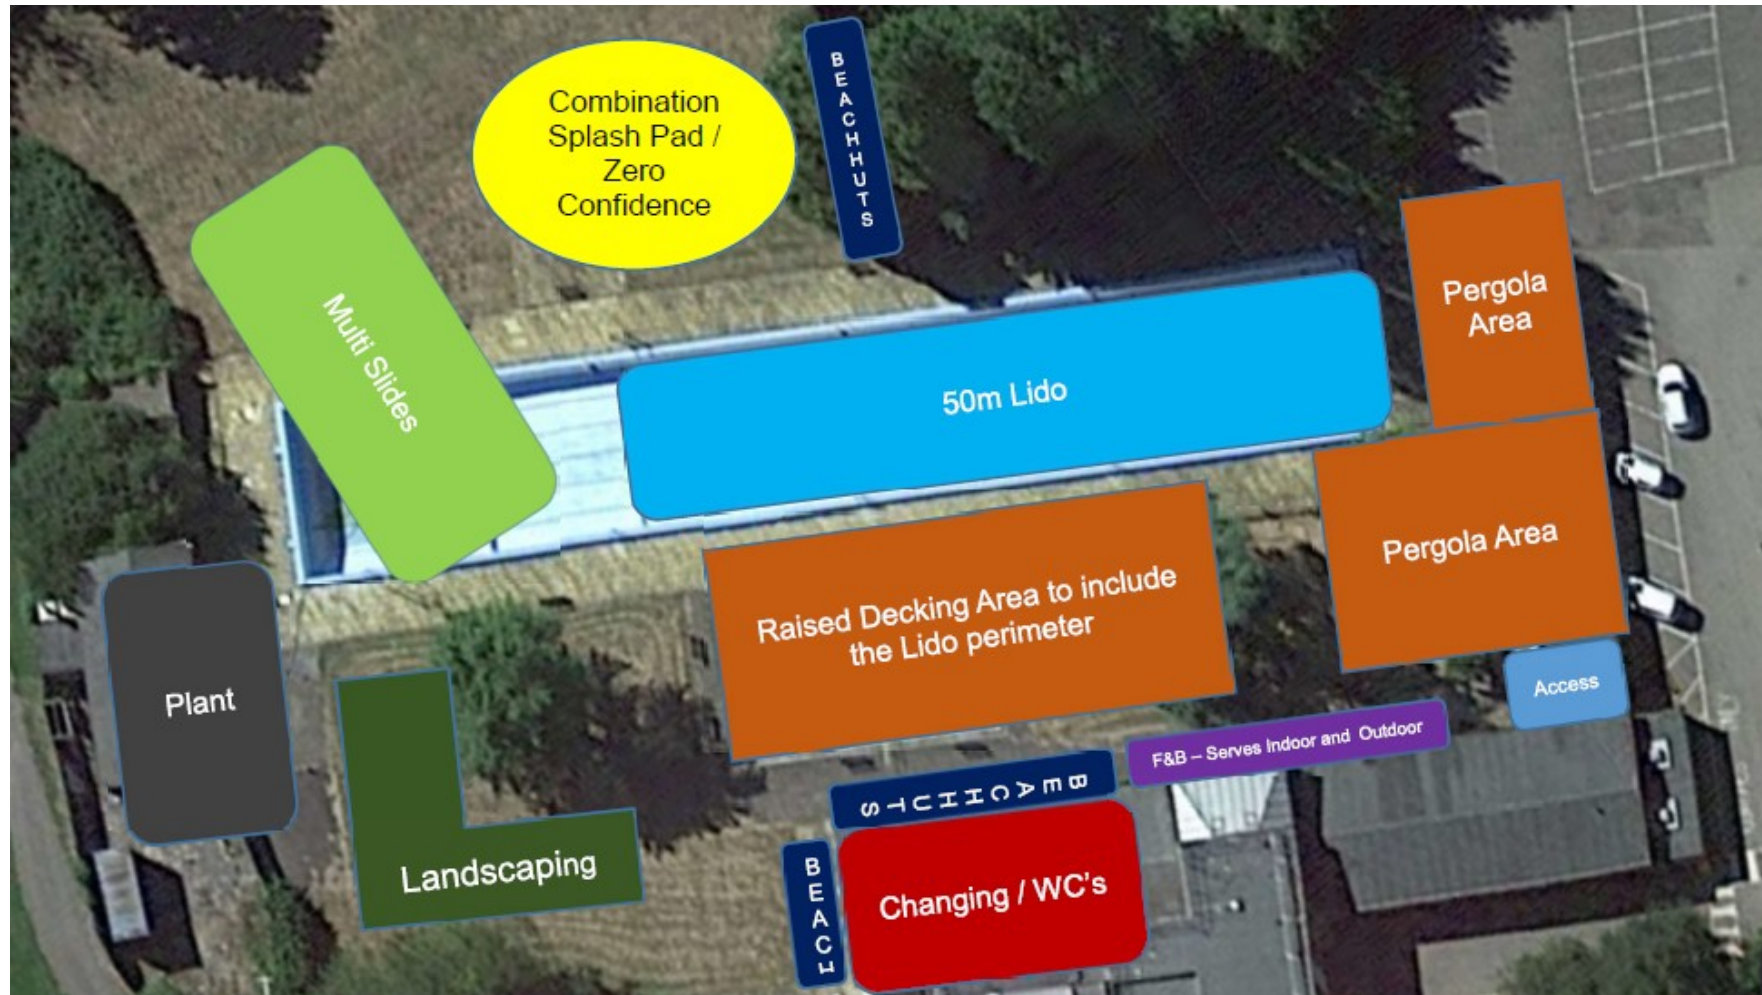 Combination
Splash Pad /
Zero
Confidence
BEACHHUTS
Multi Slides
50m Lido
Pergola
Area
Pergola Area
Raised Decking Area to include
the Lido perimeter
Plant
Access
F&B – Serves Indoor and Outdoor
BEACHHUTS
Landscaping
BEACH
Changing / WC's